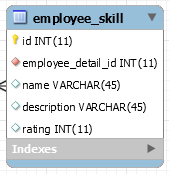 employee_skill
id INT(11)
employee_detail_id INT(11)
name VARCHAR(45)
description VARCHAR(45)
rating INT(11)
Indexes